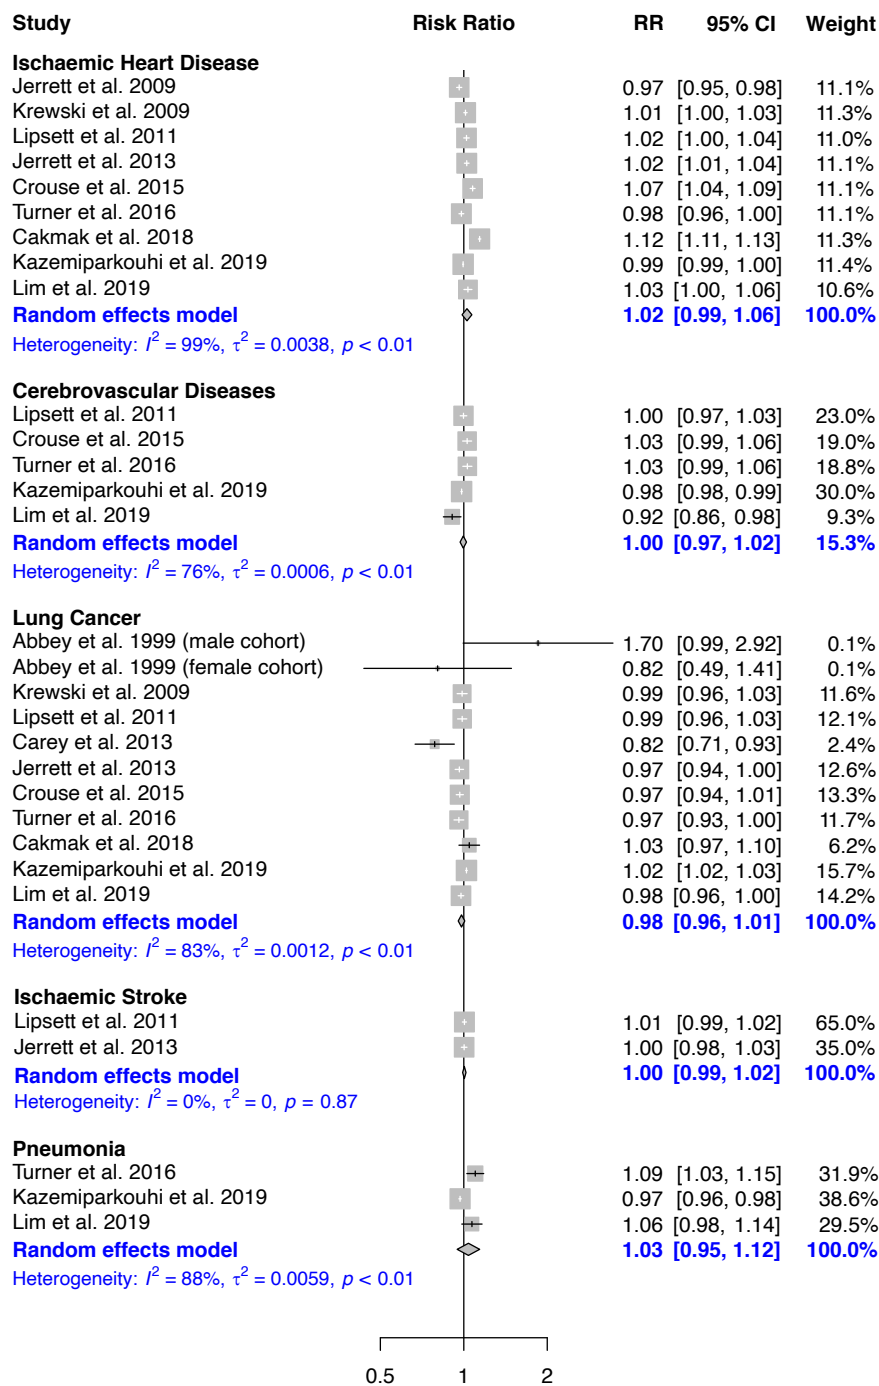 Study Risk Ratio RR 95% CI Weight
Ischaemic Heart Disease
Jerrett et al. 2009 0.97 [0.95, 0.98] 11.1%
Krewski et al. 2009 1.01 [1.00, 1.03] 11.3%
Lipsett et al. 2011 1.02 [1.00, 1.04] 11.0%
Jerrett et al. 2013 1.02 [1.01, 1.04] 11.1%
Crouse et al. 2015 1.07 [1.04, 1.09] 11.1%
Turner et al. 2016 0.98 [0.96, 1.00] 11.1%
Cakmak et al. 2018 1.12 [1.11, 1.13] 11.3%
Kazemiparkouhi et al. 2019 0.99 [0.99, 1.00] 11.4%
Lim et al. 2019 1.03 [1.00, 1.06] 10.6%
Random effects model 1.02 [0.99, 1.06] 100.0%
Heterogeneity: I² = 99%, τ² = 0.0038, p < 0.01
Cerebrovascular Diseases
Lipsett et al. 2011 1.00 [0.97, 1.03] 23.0%
Crouse et al. 2015 1.03 [0.99, 1.06] 19.0%
Turner et al. 2016 1.03 [0.99, 1.06] 18.8%
Kazemiparkouhi et al. 2019 0.98 [0.98, 0.99] 30.0%
Lim et al. 2019 0.92 [0.86, 0.98] 9.3%
Random effects model 1.00 [0.97, 1.02] 15.3%
Heterogeneity: I² = 76%, τ² = 0.0006, p < 0.01
Lung Cancer
Abbey et al. 1999 (male cohort) 1.70 [0.99, 2.92] 0.1%
Abbey et al. 1999 (female cohort) 0.82 [0.49, 1.41] 0.1%
Krewski et al. 2009 0.99 [0.96, 1.03] 11.6%
Lipsett et al. 2011 0.99 [0.96, 1.03] 12.1%
Carey et al. 2013 0.82 [0.71, 0.93] 2.4%
Jerrett et al. 2013 0.97 [0.94, 1.00] 12.6%
Crouse et al. 2015 0.97 [0.94, 1.01] 13.3%
Turner et al. 2016 0.97 [0.93, 1.00] 11.7%
Cakmak et al. 2018 1.03 [0.97, 1.10] 6.2%
Kazemiparkouhi et al. 2019 1.02 [1.02, 1.03] 15.7%
Lim et al. 2019 0.98 [0.96, 1.00] 14.2%
Random effects model 0.98 [0.96, 1.01] 100.0%
Heterogeneity: I² = 83%, τ² = 0.0012, p < 0.01
Ischaemic Stroke
Lipsett et al. 2011 1.01 [0.99, 1.02] 65.0%
Jerrett et al. 2013 1.00 [0.98, 1.03] 35.0%
Random effects model 1.00 [0.99, 1.02] 100.0%
Heterogeneity: I² = 0%, τ² = 0, p = 0.87
Pneumonia
Turner et al. 2016 1.09 [1.03, 1.15] 31.9%
Kazemiparkouhi et al. 2019 0.97 [0.96, 0.98] 38.6%
Lim et al. 2019 1.06 [0.98, 1.14] 29.5%
Random effects model 1.03 [0.95, 1.12] 100.0%
Heterogeneity: I² = 88%, τ² = 0.0059, p < 0.01
0.5 1 2